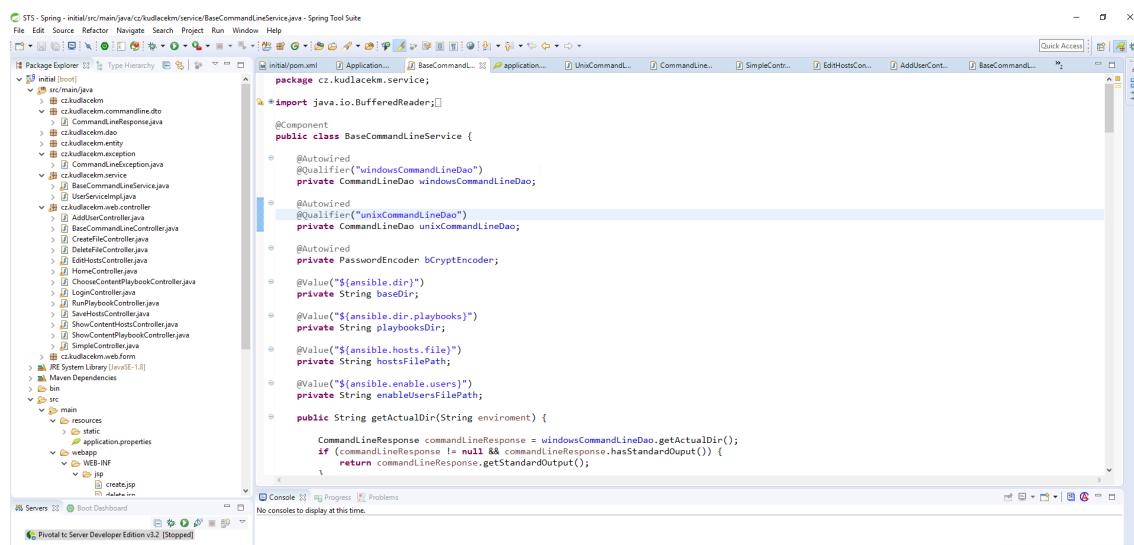 STS - Spring - initial/src/main/java/cz/kudlacekm/service/BaseCommandLineService.java - Spring Tool Suite
File Edit Source Refactor Navigate Search Project Run Window Help
Quick Access
Package Explorer Type Hierarchy
initial/pom.xml Application.... BaseCommandL... application.... UnixCommandL... CommandLine... SimpleContr... EditHostsCon... AddUserCont... BaseCommandL...
initial [boot]
src/main/java
cz.kudlacekm
cz.kudlacekm.commandline.dto
CommandLineResponse.java
cz.kudlacekm.dao
cz.kudlacekm.entity
cz.kudlacekm.exception
CommandLineException.java
cz.kudlacekm.service
BaseCommandLineService.java
UserServiceImpl.java
cz.kudlacekm.web.controller
AddUserController.java
BaseCommandLineController.java
CreateFileController.java
DeleteFileController.java
EditHostsController.java
HomeController.java
ChooseContentPlaybookController.java
LoginController.java
RunPlaybookController.java
SaveHostsController.java
ShowContentHostsController.java
ShowContentPlaybookController.java
SimpleController.java
cz.kudlacekm.web.form
JRE System Library [JavaSE-1.8]
Maven Dependencies
bin
src
main
resources
static
application.properties
webapp
WEB-INF
jsp
create.jsp
delete.jsp
package cz.kudlacekm.service;
import java.io.BufferedReader;
@Component
public class BaseCommandLineService {
@Autowired
@Qualifier("windowsCommandLineDao")
private CommandLineDao windowsCommandLineDao;
@Autowired
@Qualifier("unixCommandLineDao")
private CommandLineDao unixCommandLineDao;
@Autowired
private PasswordEncoder bCryptEncoder;
@Value("${ansible.dir}")
private String baseDir;
@Value("${ansible.dir.playbooks}")
private String playbooksDir;
@Value("${ansible.hosts.file}")
private String hostsFilePath;
@Value("${ansible.enable.users}")
private String enableUsersFilePath;
public String getActualDir(String enviroment) {
CommandLineResponse commandLineResponse = windowsCommandLineDao.getActualDir();
if (commandLineResponse != null && commandLineResponse.hasStandardOuput()) {
return commandLineResponse.getStandardOutput();
}
Servers Boot Dashboard
Pivotal tc Server Developer Edition v3.2 [Stopped]
Console Progress Problems
No consoles to display at this time.